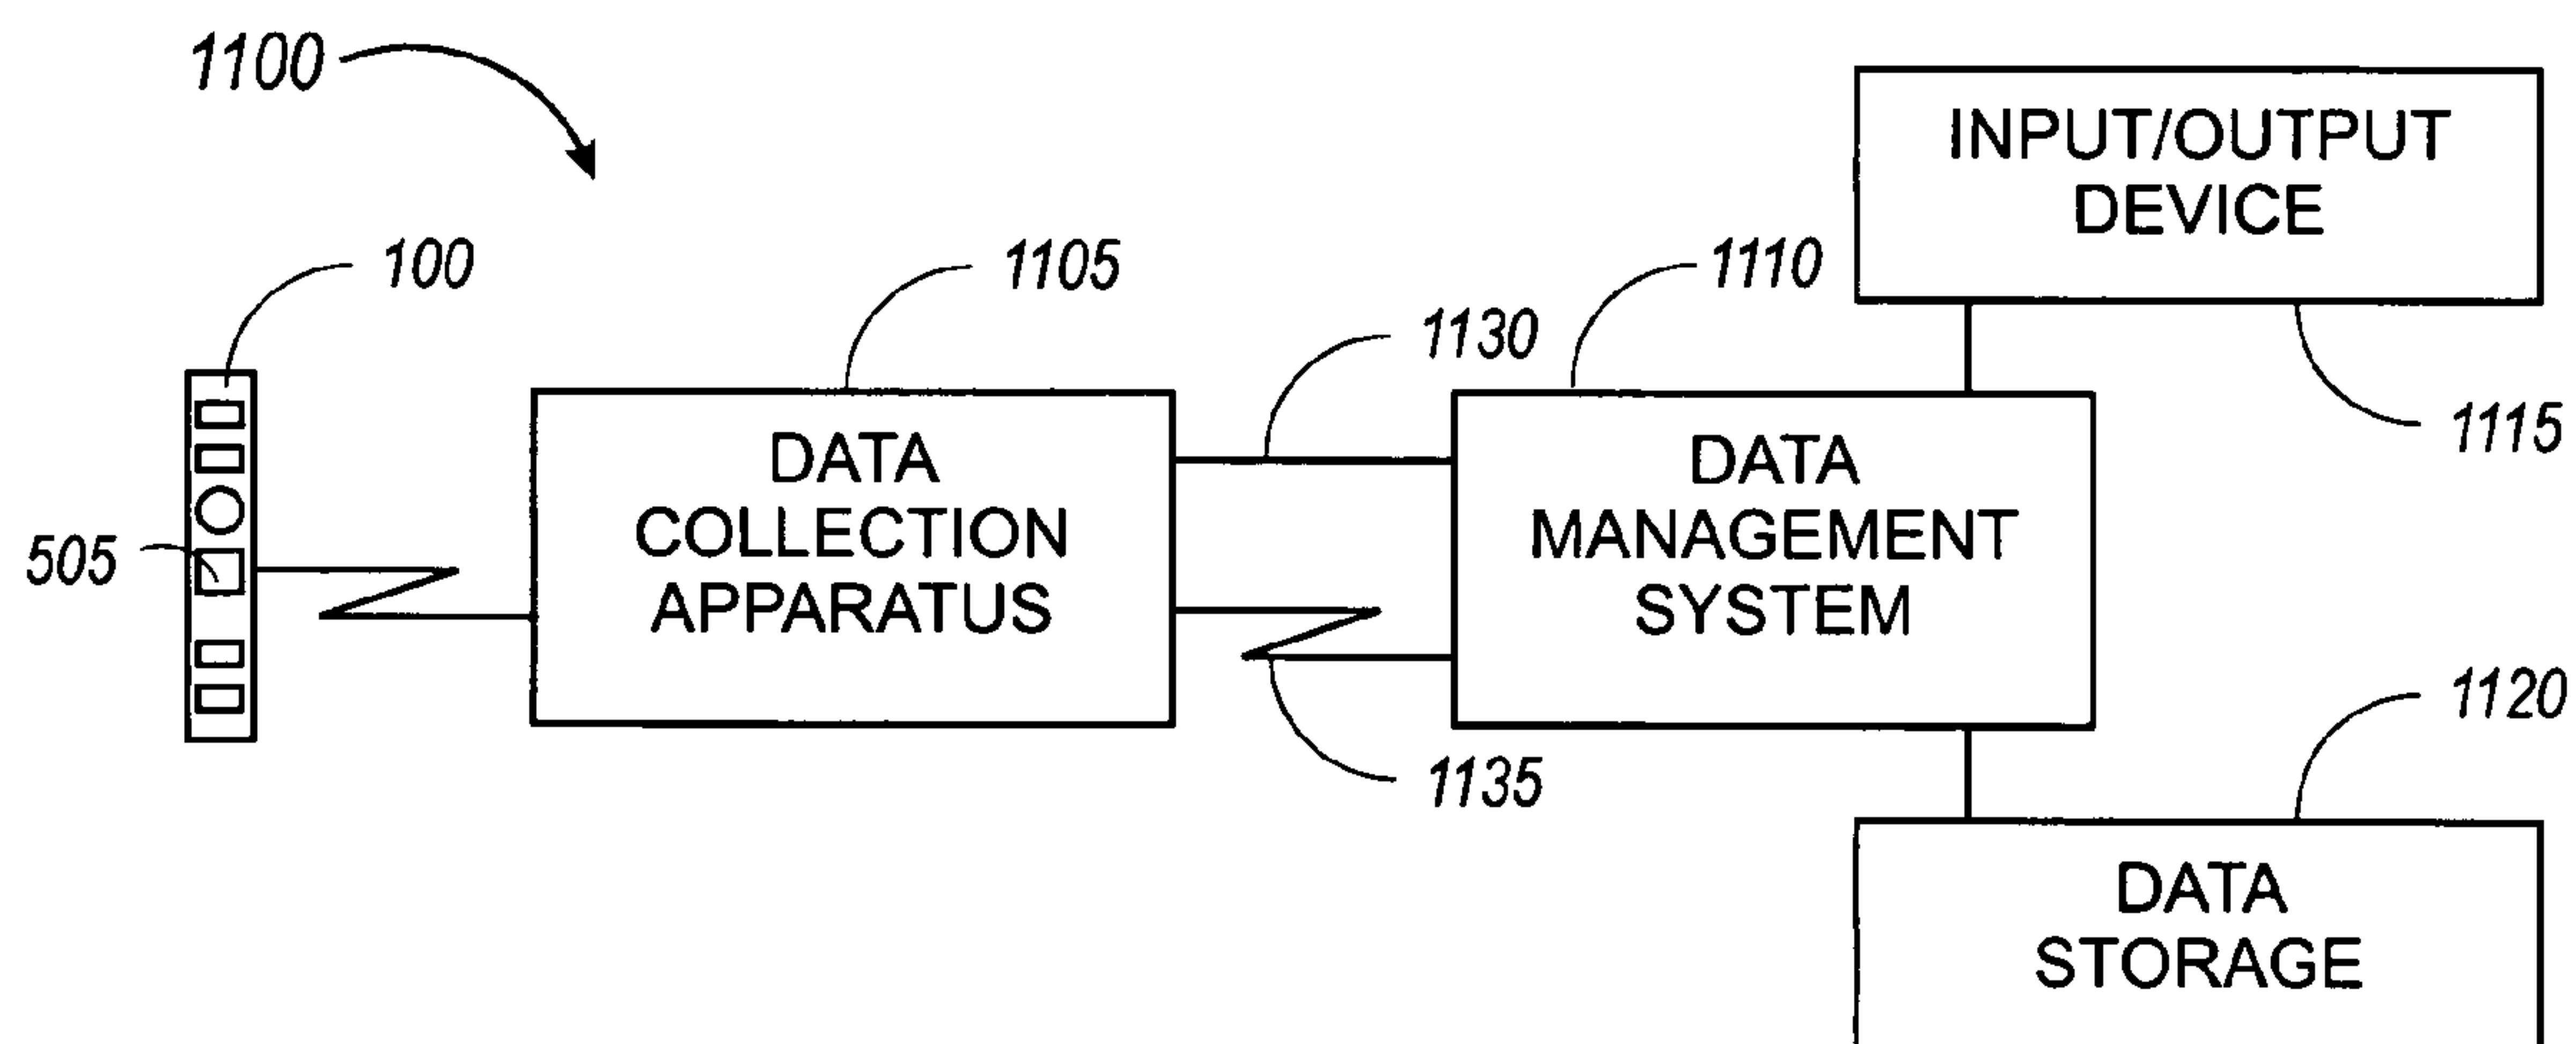 1100
INPUT/OUTPUT
DEVICE
100
1105
1110
1130
1115
DATA
COLLECTION
APPARATUS
DATA
MANAGEMENT
SYSTEM
505
1135
1120
DATA
STORAGE